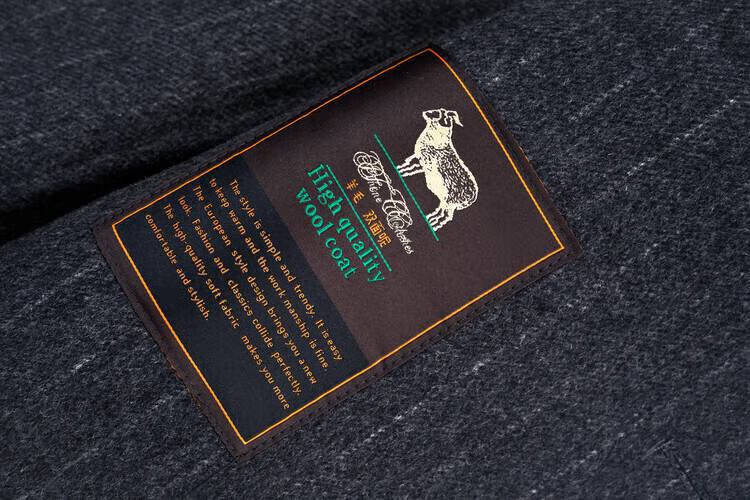 羊毛 双面呢
High quality
wool coat
The style is simple and trendy. It is easy
to keep warm and the work manship is fine.
The European style design brings you a new
look. Fashion and classics collide perfectly.
The high-quality soft fabric makes you more
comfortable and stylish.